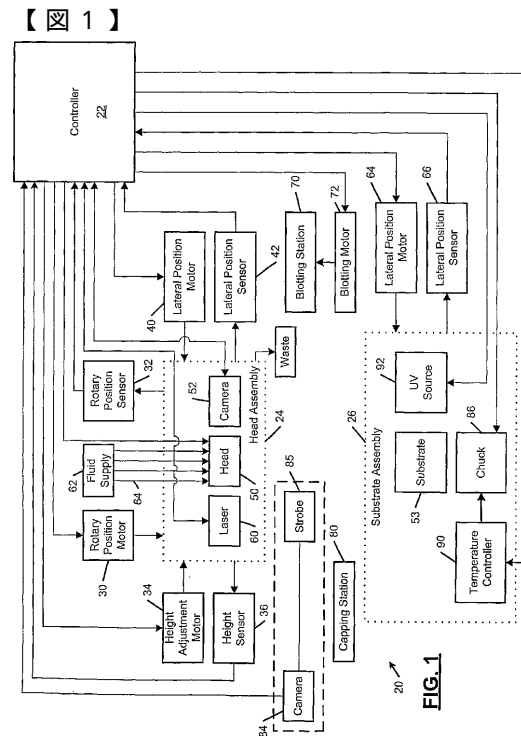 【図1】
Controller
22
Rotary Position
Motor
30
Fluid
Supply
62
64
Rotary Position
Sensor
32
Lateral Position
Motor
40
Lateral Position
Sensor
42
Height
Adjustment
Motor
34
Height
Sensor
36
Laser
60
Head
50
Camera
52
Head Assembly
24
Waste
Blotting Station
70
Blotting Motor
72
Lateral Position
Motor
64
Lateral Position
Sensor
66
Camera
84
Strobe
85
Capping Station
80
Substrate Assembly
26
Substrate
53
UV
Source
92
Temperature
Controller
90
Chuck
86
20
FIG. 1